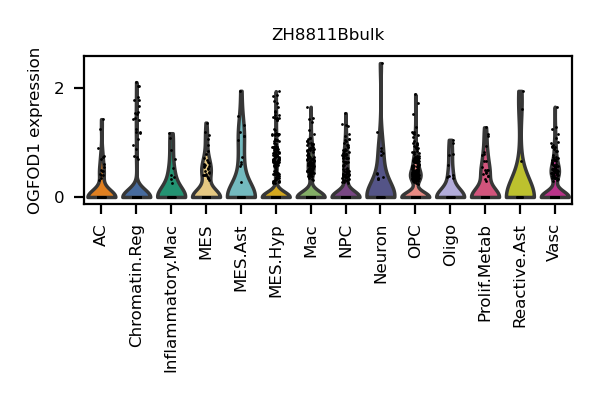 ZH8811Bbulk
OGFOD1 expression
2
0
AC
Chromatin.Reg
Inflammatory.Mac
MES
MES.Ast
MES.Hyp
Mac
NPC
Neuron
OPC
Oligo
Prolif.Metab
Reactive.Ast
Vasc